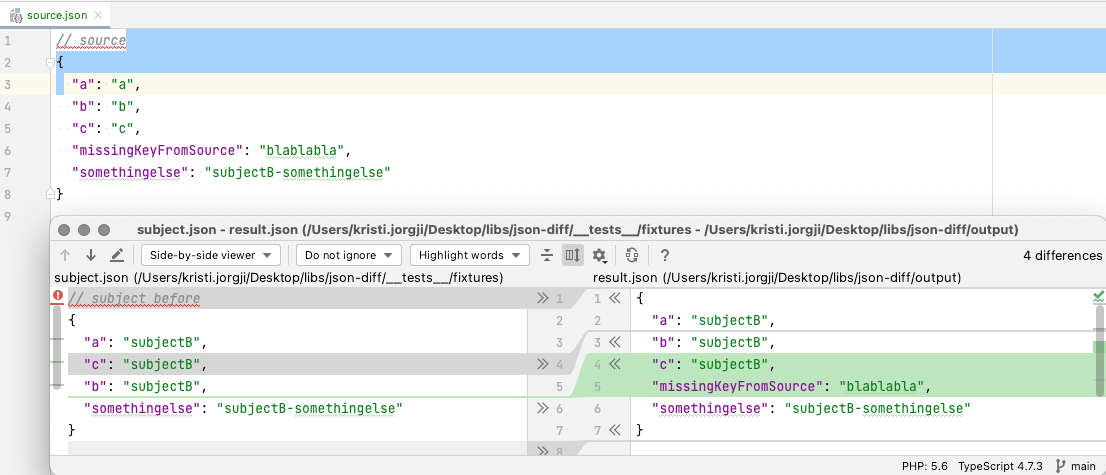 source.json
1 // source
2 {
3 "a": "a",
4 "b": "b",
5 "c": "c",
6 "missingKeyFromSource": "blablabla",
7 "somethingelse": "subjectB-somethingelse"
8 }
9
subject.json - result.json (/Users/kristi.jorgji/Desktop/libs/json-diff/__tests__/fixtures - /Users/kristi.jorgji/Desktop/libs/json-diff/output)
Side-by-side viewer Do not ignore Highlight words ? 4 differences
subject.json (/Users/kristi.jorgji/Desktop/libs/json-diff/__tests__/fixtures) result.json (/Users/kristi.jorgji/Desktop/libs/json-diff/output)
// subject before >> 1 1 << {
{ 2 2 "a": "subjectB",
"a": "subjectB", 3 3 << "b": "subjectB",
"c": "subjectB", >> 4 4 << "c": "subjectB",
"b": "subjectB", 5 5 "missingKeyFromSource": "blablabla",
"somethingelse": "subjectB-somethingelse" >> 6 6 "somethingelse": "subjectB-somethingelse"
} 7 7 << }
>> 8
PHP: 5.6 TypeScript 4.7.3 main